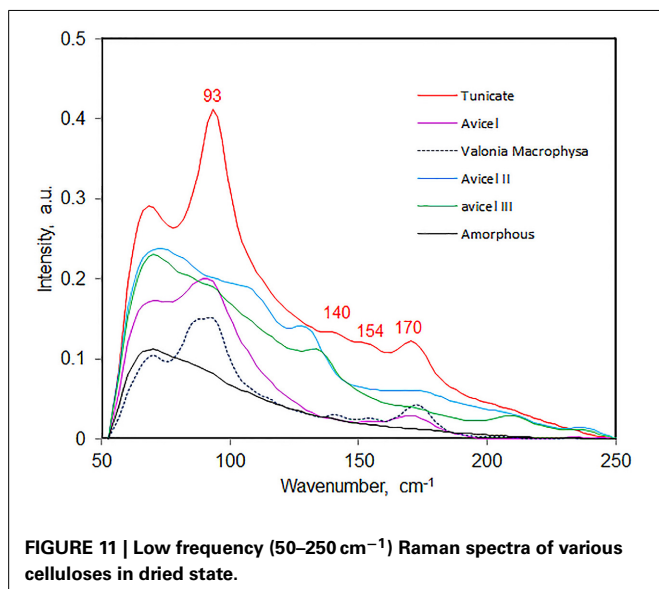 0.5
0.4
0.3
0.2
0.1
0
Intensity, a.u.
93
140
154
170
Tunicate
Avicel
Valonia Macrophysa
Avicel II
avicel III
Amorphous
50
100
150
200
250
Wavenumber, cm⁻¹
FIGURE 11 | Low frequency (50–250 cm⁻¹) Raman spectra of various
celluloses in dried state.